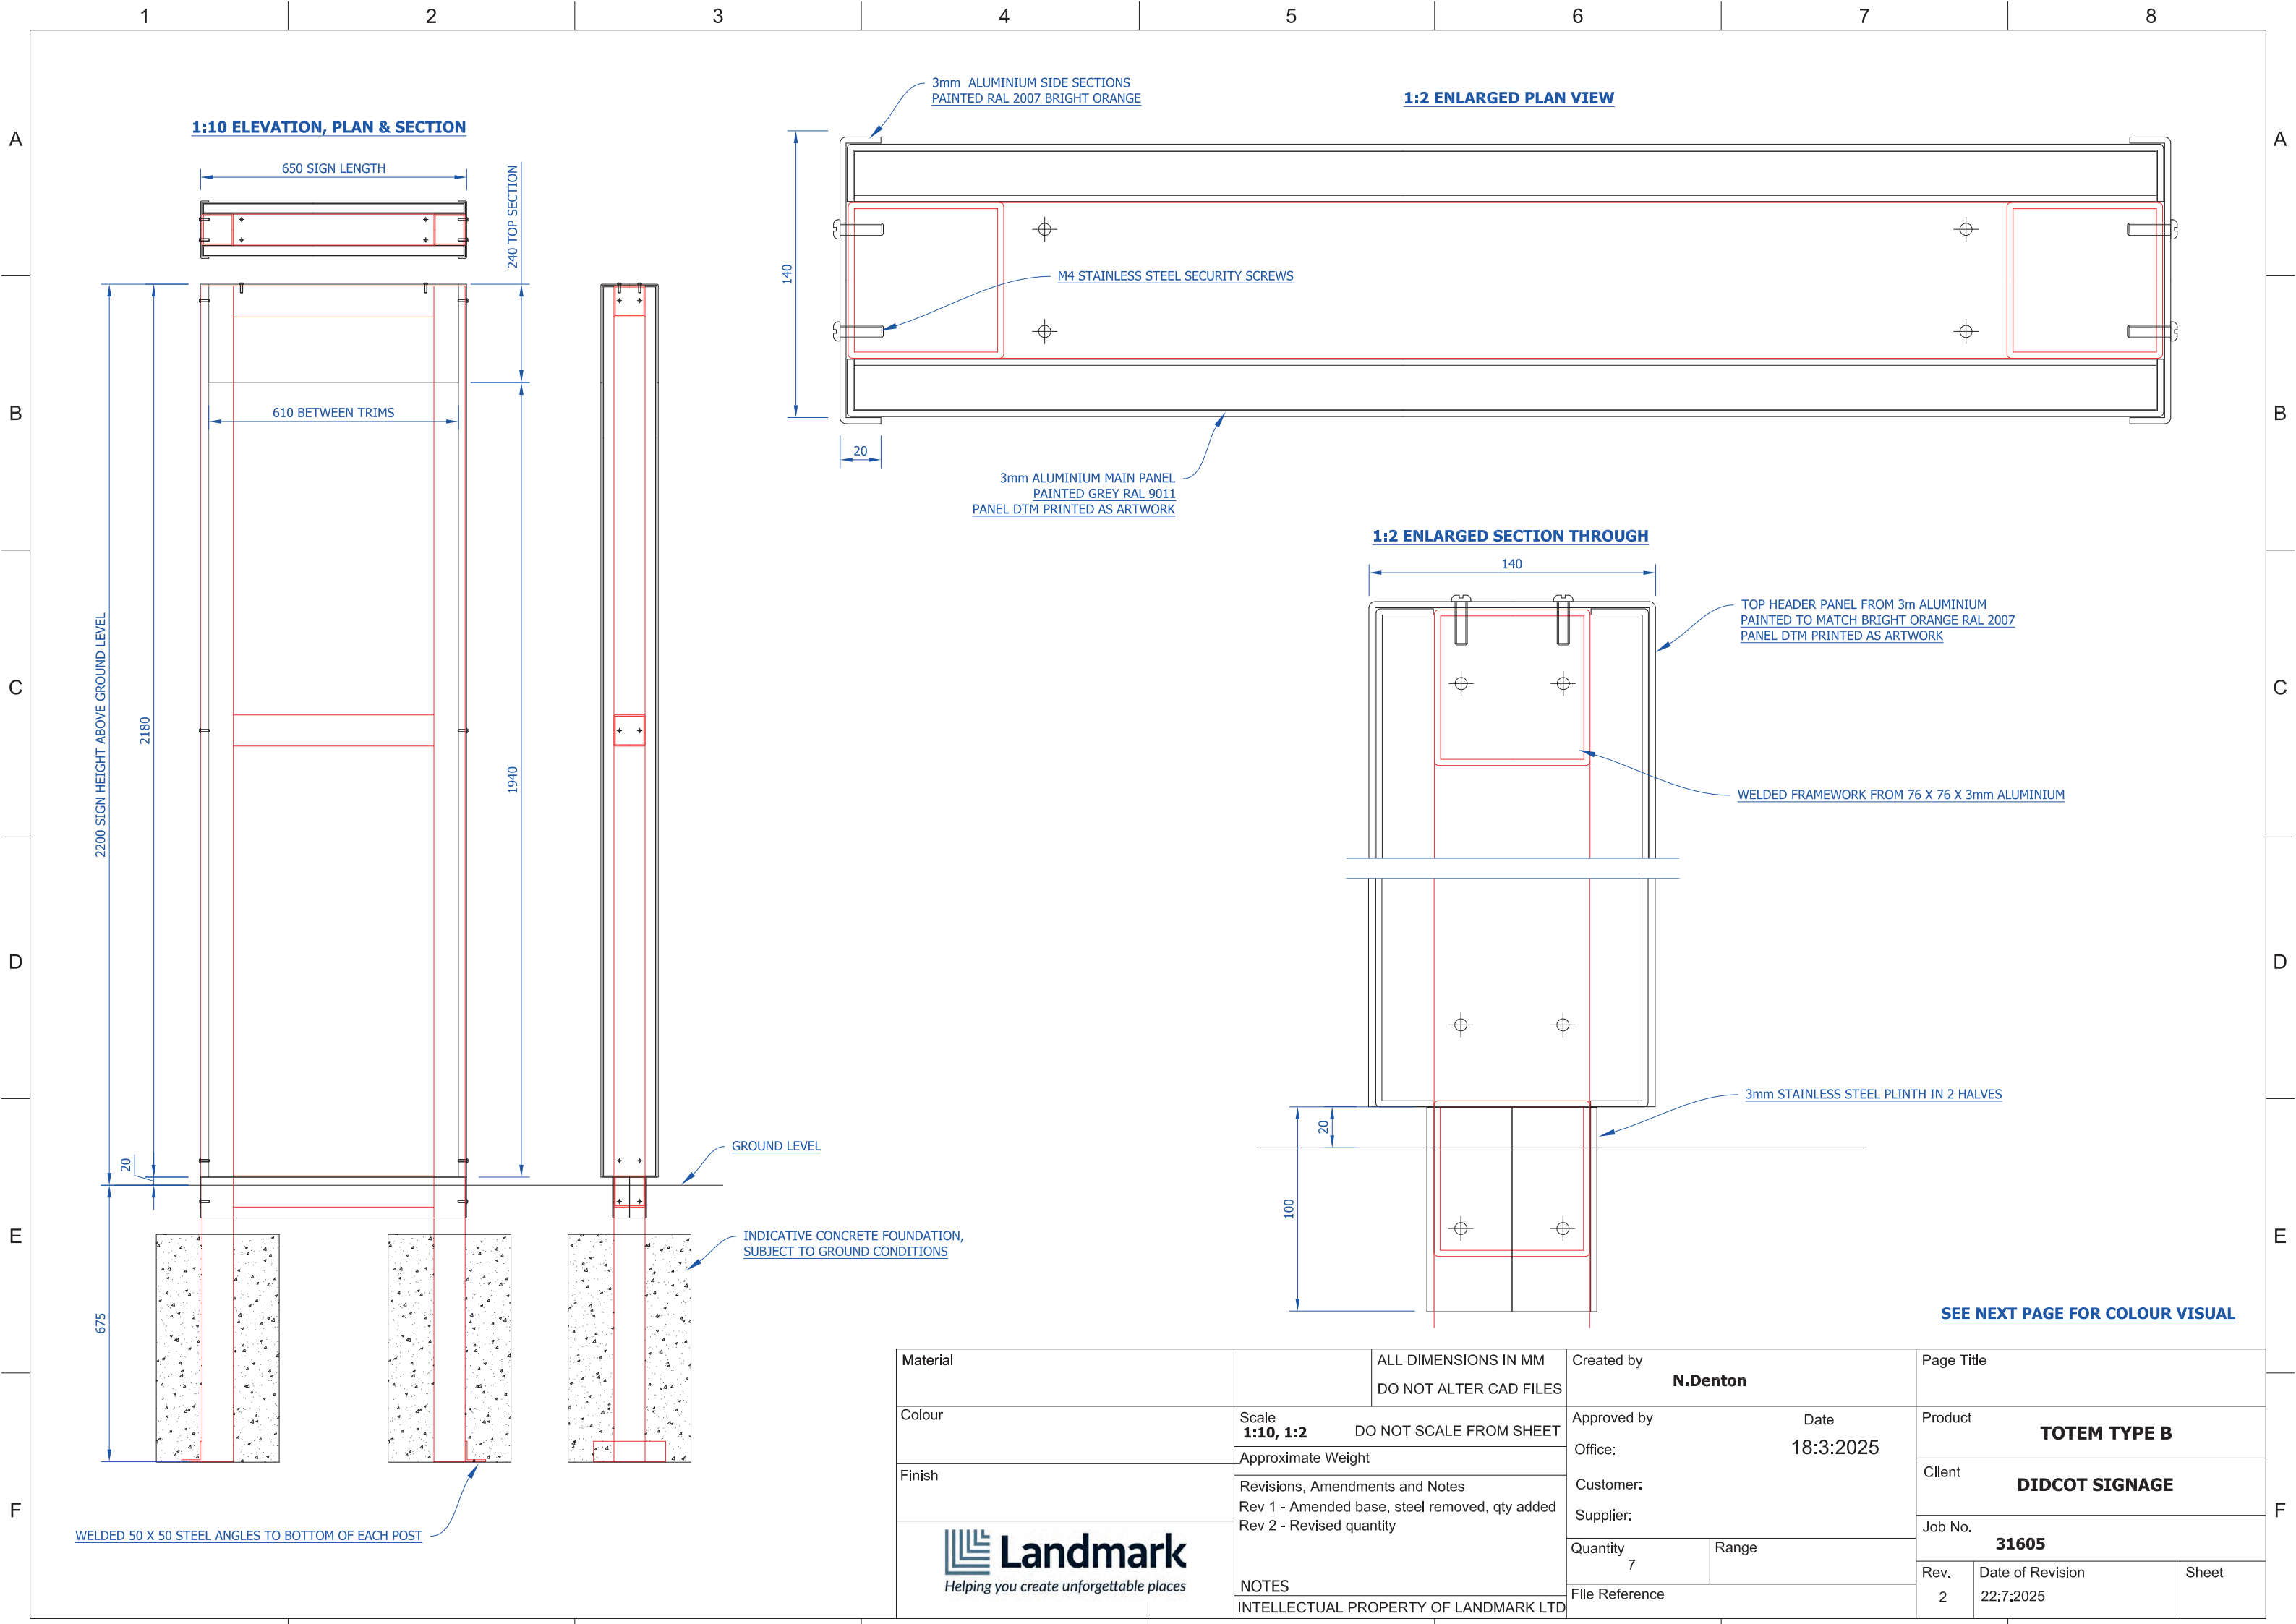 1 2 3 4 5 6 7 8
A A
B B
C C
D D
E E
F F
1:10 ELEVATION, PLAN & SECTION
650 SIGN LENGTH
240 TOP SECTION
610 BETWEEN TRIMS
2200 SIGN HEIGHT ABOVE GROUND LEVEL
2180
1940
20
675
GROUND LEVEL
INDICATIVE CONCRETE FOUNDATION,
SUBJECT TO GROUND CONDITIONS
WELDED 50 X 50 STEEL ANGLES TO BOTTOM OF EACH POST
3mm ALUMINIUM SIDE SECTIONS
PAINTED RAL 2007 BRIGHT ORANGE
1:2 ENLARGED PLAN VIEW
140
M4 STAINLESS STEEL SECURITY SCREWS
20
3mm ALUMINIUM MAIN PANEL
PAINTED GREY RAL 9011
PANEL DTM PRINTED AS ARTWORK
1:2 ENLARGED SECTION THROUGH
140
TOP HEADER PANEL FROM 3m ALUMINIUM
PAINTED TO MATCH BRIGHT ORANGE RAL 2007
PANEL DTM PRINTED AS ARTWORK
WELDED FRAMEWORK FROM 76 X 76 X 3mm ALUMINIUM
3mm STAINLESS STEEL PLINTH IN 2 HALVES
20
100
SEE NEXT PAGE FOR COLOUR VISUAL
Material
Colour
Finish
Landmark
Helping you create unforgettable places
ALL DIMENSIONS IN MM
DO NOT ALTER CAD FILES
Scale
1:10, 1:2 DO NOT SCALE FROM SHEET
Approximate Weight
Revisions, Amendments and Notes
Rev 1 - Amended base, steel removed, qty added
Rev 2 - Revised quantity
NOTES
INTELLECTUAL PROPERTY OF LANDMARK LTD
Created by
N.Denton
Approved by Date
Office: 18:3:2025
Customer:
Supplier:
Quantity
7
Range
File Reference
Page Title
Product
TOTEM TYPE B
Client
DIDCOT SIGNAGE
Job No.
31605
Rev.
2
Date of Revision
22:7:2025
Sheet